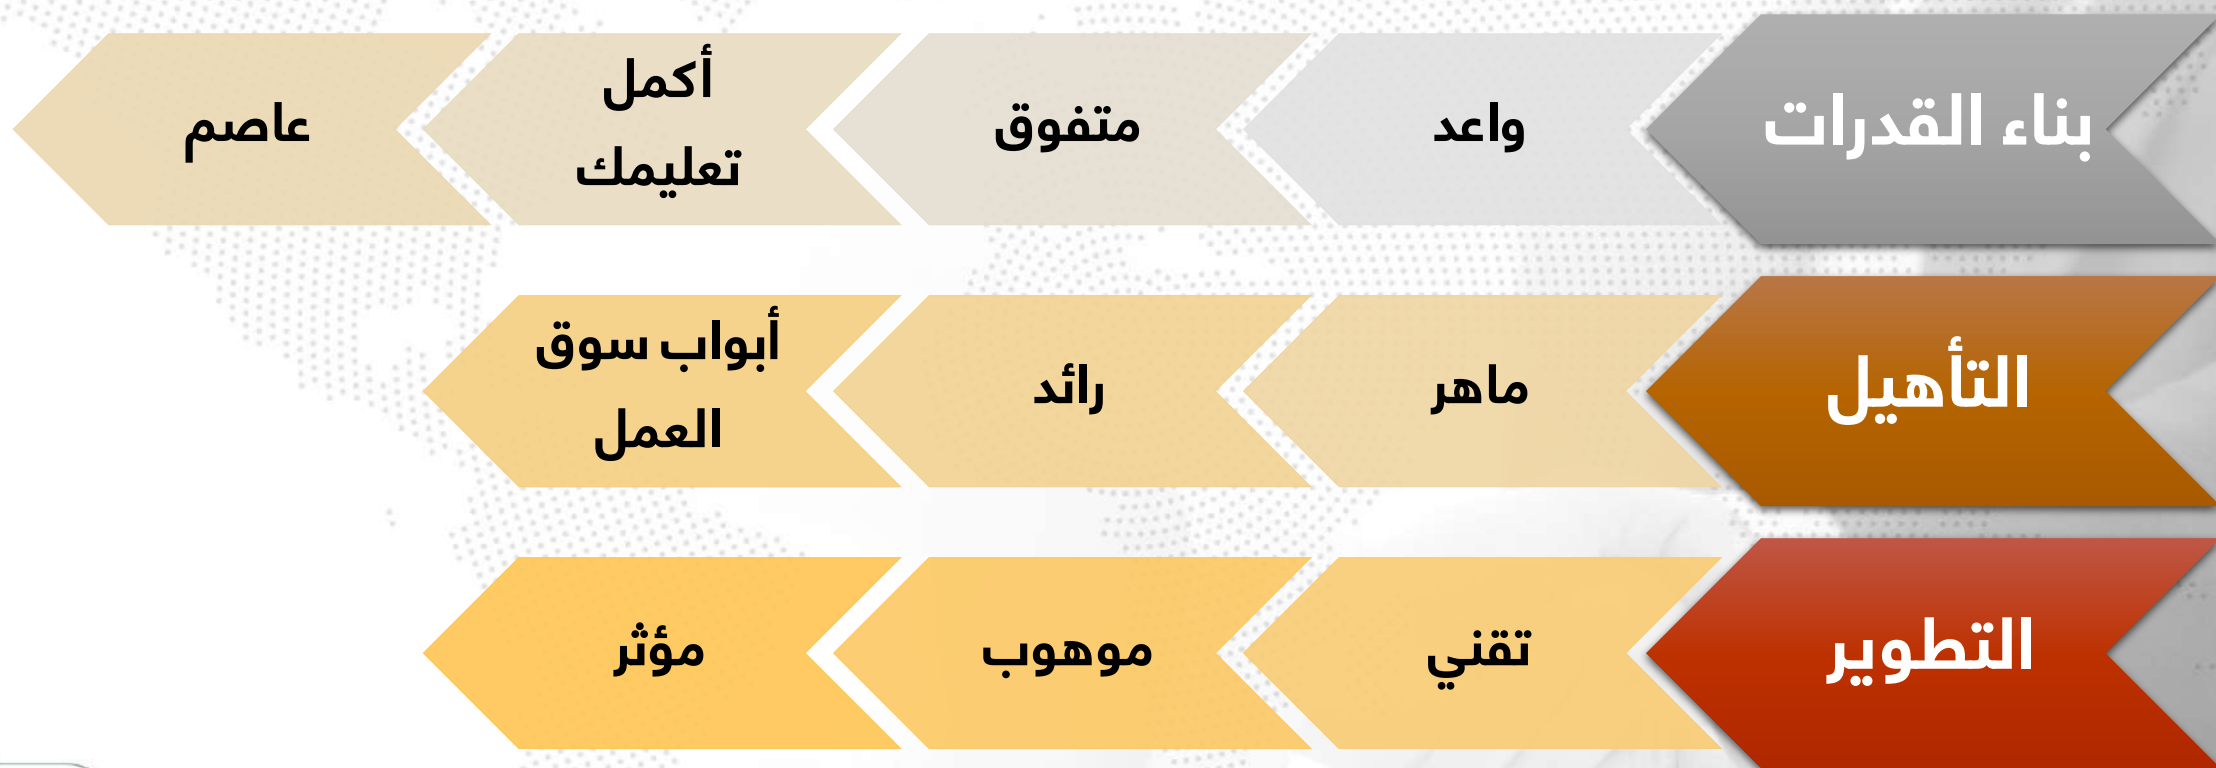 بناء القدرات
واعد
متفوق
أكمل
تعليمك
عاصم
التأهيل
ماهر
رائد
أبواب سوق
العمل
التطوير
تقني
موهوب
مؤثر